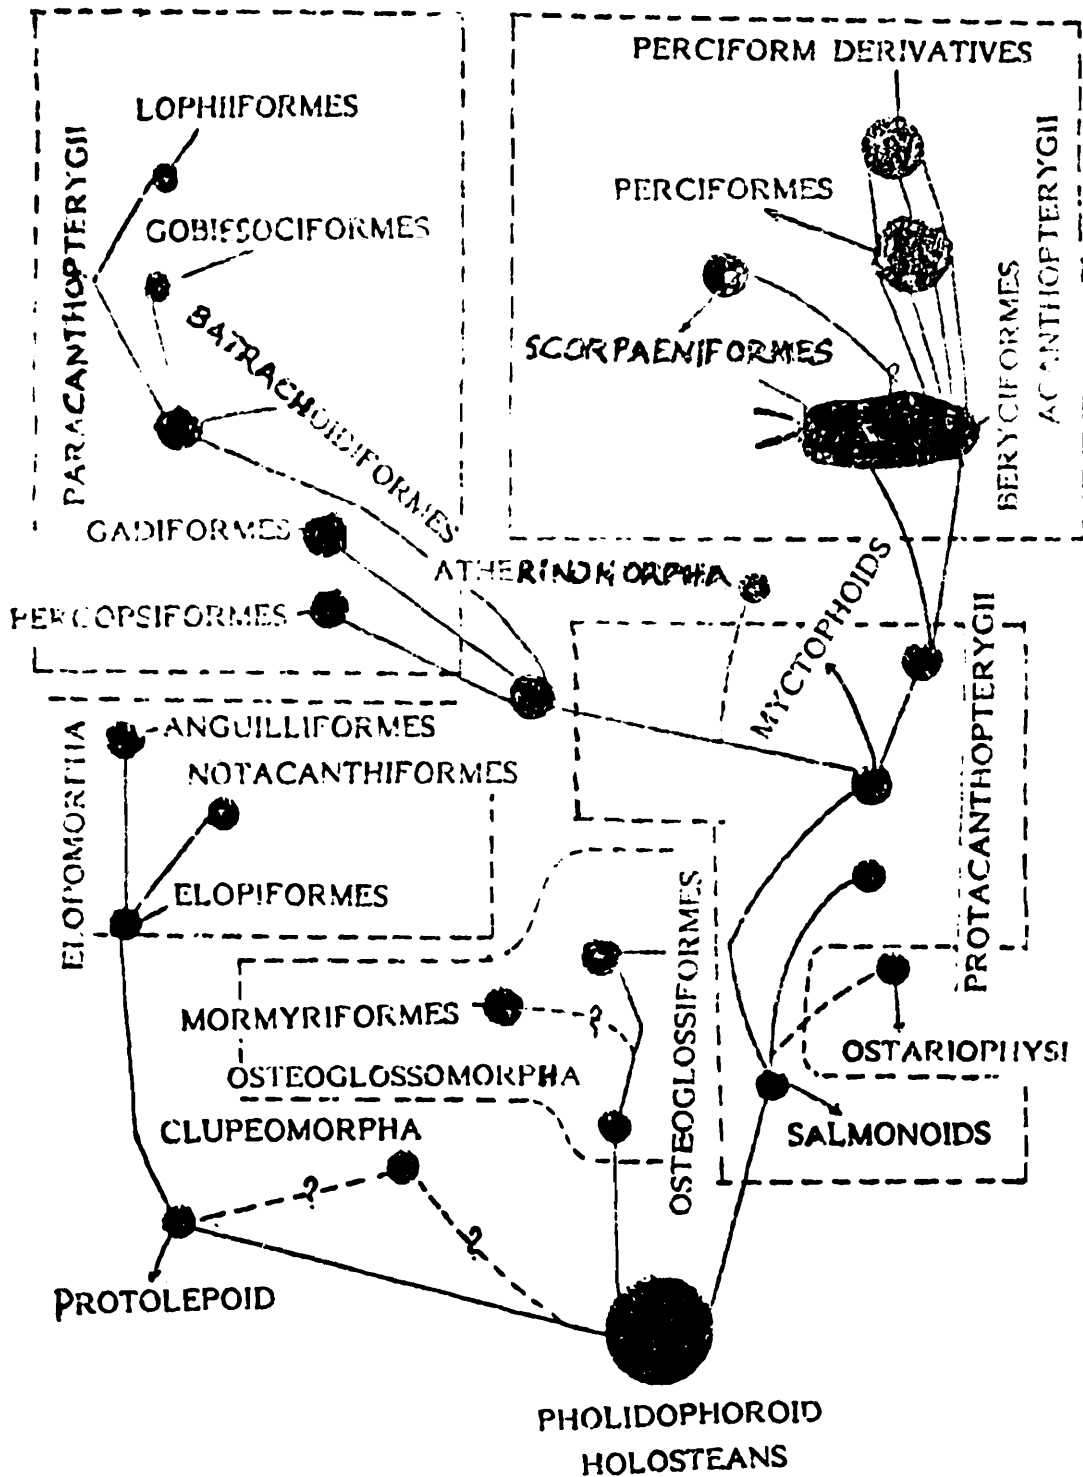 PERCIFORM DERIVATIVES
LOPHIIFORMES
PARACANTHOPTERYGII
ACANTHOPTERYGII
PERCIFORMES
GOBIESOCIFORMES
BATRACHOIDIFORMES
SCORPAENIFORMES
BERYCIFORMES
GADIFORMES
ATHERINOMORPHA
MYCTOPHOIDS
PERCOPSIFORMES
PROTACANTHOPTERYGII
ELOPOMORPHA
ANGUILLIFORMES
NOTACANTHIFORMES
ELOPIFORMES
OSTEOGLOSSIFORMES
MORMYRIFORMES
?
OSTARIOPHYSI
OSTEOGLOSSOMORPHA
CLUPEOMORPHA
SALMONOIDS
?
?
PROTOLEPOID
PHOLIDOPHOROID
HOLOSTEANS